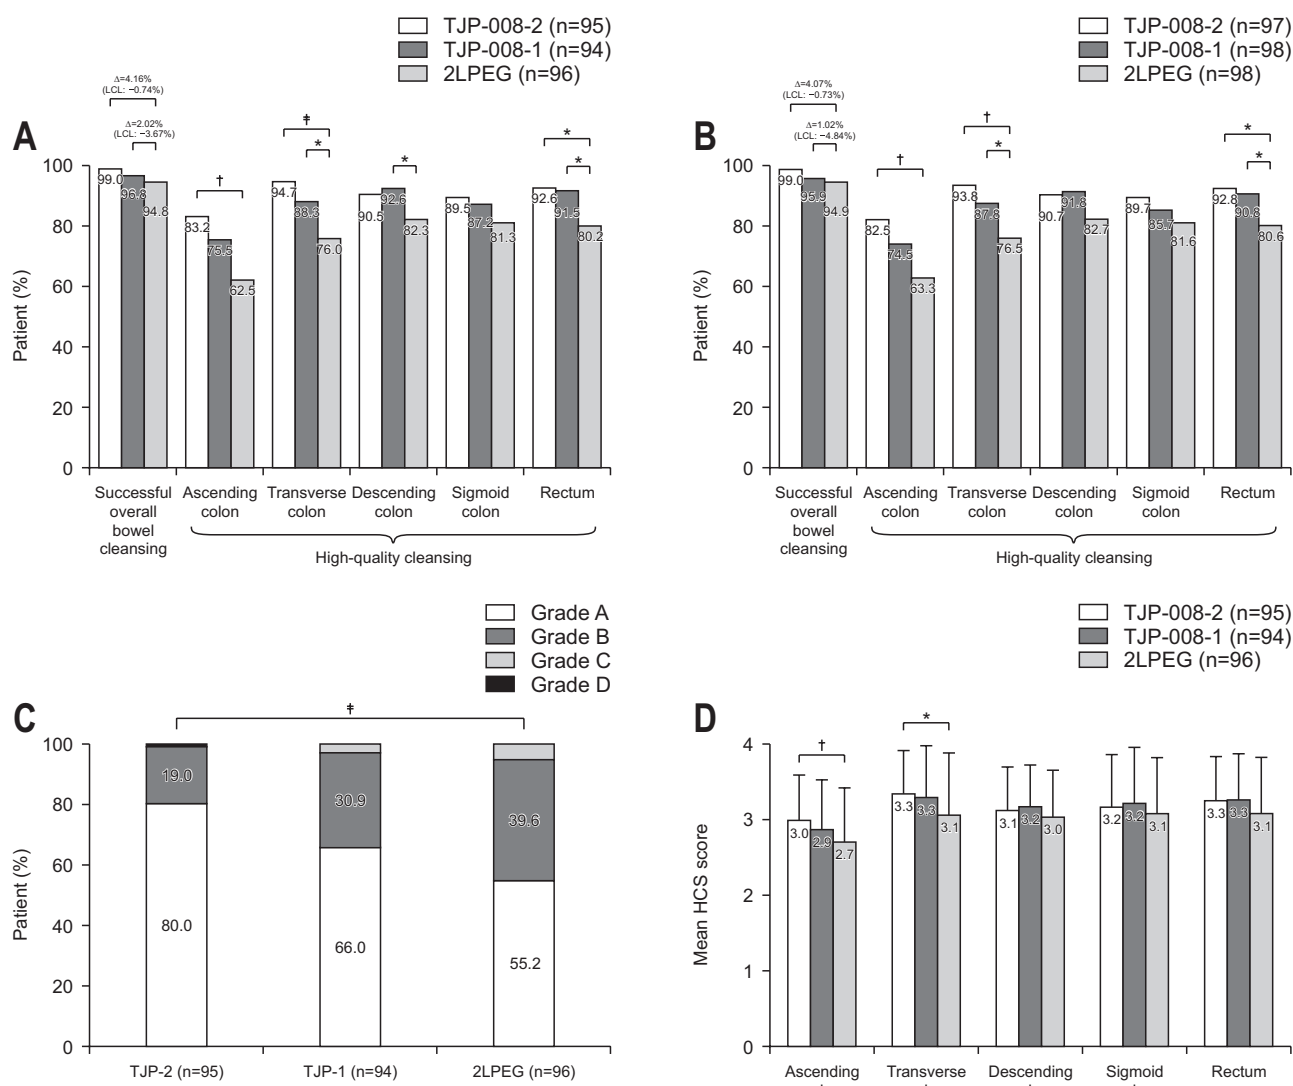 TJP-008-2 (n=95)
TJP-008-1 (n=94)
2LPEG (n=96)
A
Δ=4.16%
(LCL: −0.74%)
Δ=2.02%
(LCL: −3.67%)
†
ǂ
*
*
*
*
Patient (%)
100
80
60
40
20
0
99.0
96.8
94.8
83.2
75.5
62.5
94.7
88.3
76.0
90.5
92.6
82.3
89.5
87.2
81.3
92.6
91.5
80.2
Successful overall bowel cleansing
Ascending colon
Transverse colon
Descending colon
Sigmoid colon
Rectum
High-quality cleansing
TJP-008-2 (n=97)
TJP-008-1 (n=98)
2LPEG (n=98)
B
Δ=4.07%
(LCL: −0.73%)
Δ=1.02%
(LCL: −4.84%)
†
†
*
*
*
Patient (%)
100
80
60
40
20
0
99.0
95.9
94.9
82.5
74.5
63.3
93.8
87.8
76.5
90.7
91.8
82.7
89.7
85.7
81.6
92.8
90.8
80.6
Successful overall bowel cleansing
Ascending colon
Transverse colon
Descending colon
Sigmoid colon
Rectum
High-quality cleansing
Grade A
Grade B
Grade C
Grade D
C
ǂ
Patient (%)
100
80
60
40
20
0
19.0
80.0
30.9
66.0
39.6
55.2
TJP-2 (n=95)
TJP-1 (n=94)
2LPEG (n=96)
TJP-008-2 (n=95)
TJP-008-1 (n=94)
2LPEG (n=96)
D
†
*
Mean HCS score
4
3
2
1
0
3.0
2.9
2.7
3.3
3.3
3.1
3.1
3.2
3.0
3.2
3.2
3.1
3.3
3.3
3.1
Ascending
Transverse
Descending
Sigmoid
Rectum